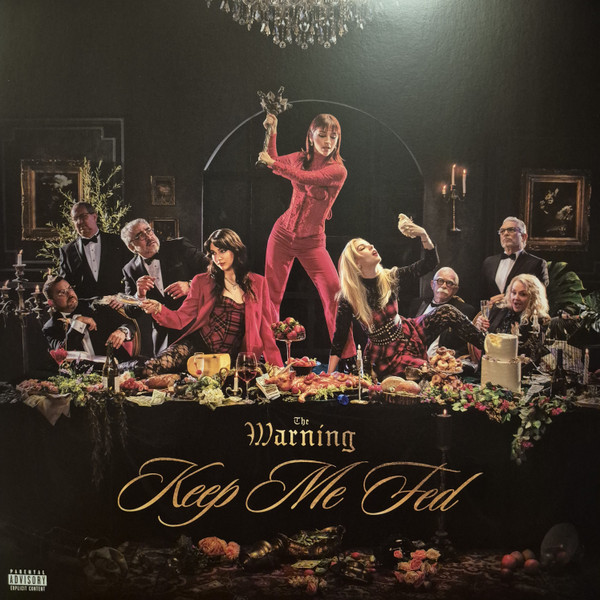 The
Warning
Keep Me Fed
PARENTAL
ADVISORY
EXPLICIT CONTENT